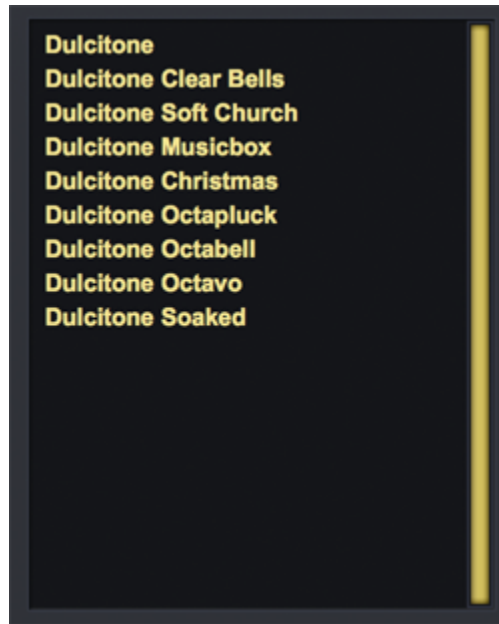 Dulcitone
Dulcitone Clear Bells
Dulcitone Soft Church
Dulcitone Musicbox
Dulcitone Christmas
Dulcitone Octapluck
Dulcitone Octabell
Dulcitone Octavo
Dulcitone Soaked